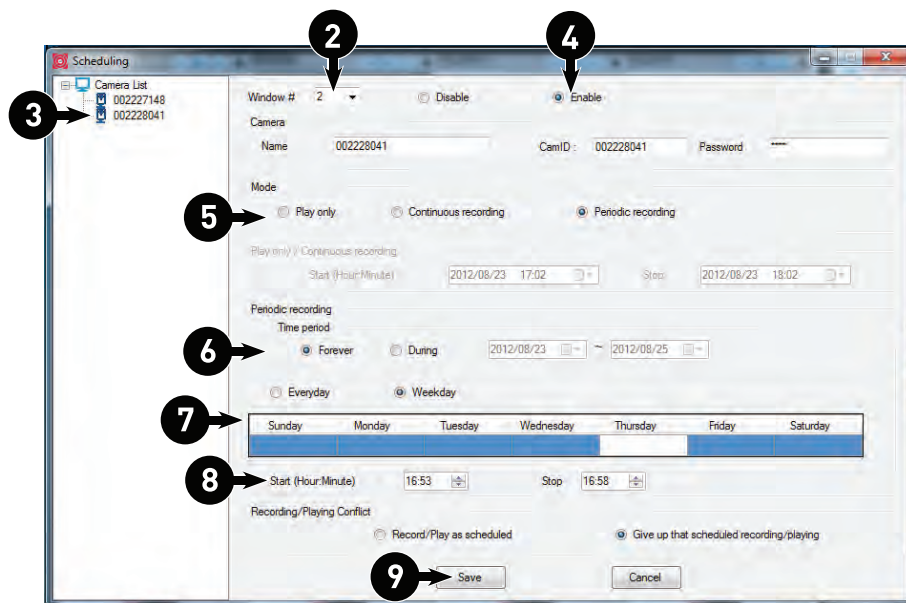 2
4
Scheduling
Camera List
002227148
3
002228041
Window # 2 Disable Enable
Camera
Name 002228041 CamID : 002228041 Password ••••
Mode
5 Play only Continuous recording Periodic recording
Play only / Continuous recording
Start (Hour:Minute) 2012/08/23 17:02 Stop 2012/08/23 18:02
Periodic recording
Time period
6 Forever During 2012/08/23 ~ 2012/08/25
Everyday Weekday
7
Sunday Monday Tuesday Wednesday Thursday Friday Saturday
8 Start (Hour:Minute) 16:53 Stop 16:58
Recording/Playing Conflict
Record/Play as scheduled Give up that scheduled recording/playing
9 Save Cancel